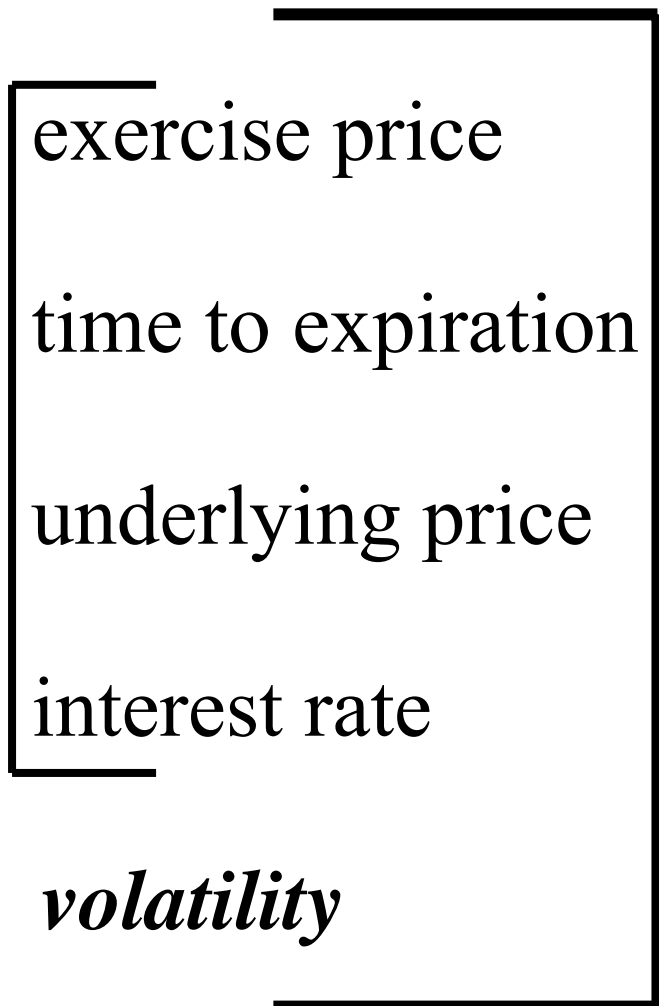 exercise price
time to expiration
underlying price
interest rate
volatility